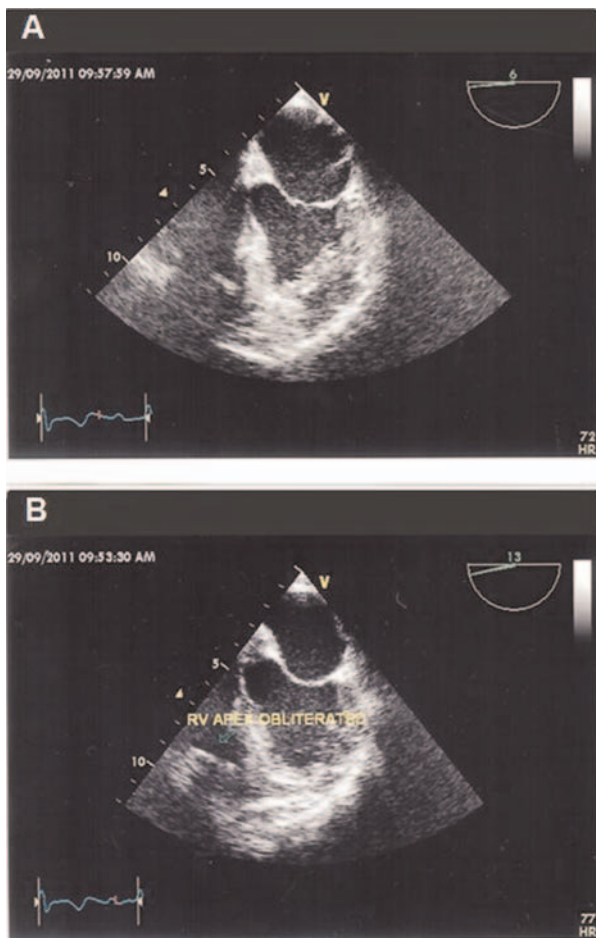 A
29/09/2011 09:57:59 AM
6
V
5
10
72
HR
B
29/09/2011 09:53:30 AM
13
V
5
RV APEX OBLITERATED
10
77
HR